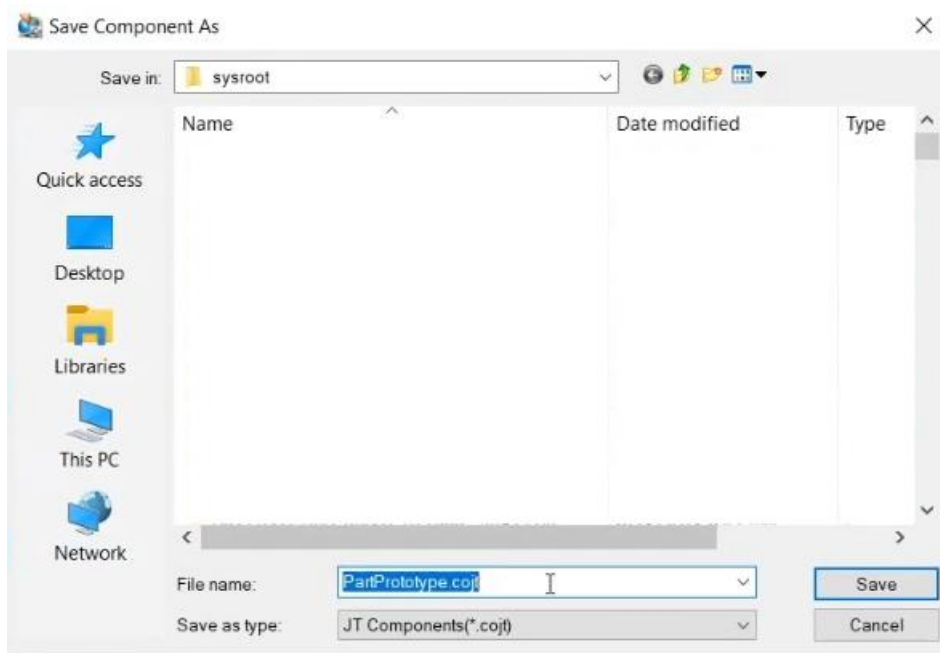 Save Component As
Save in: sysroot
Name Date modified Type
Quick access
Desktop
Libraries
This PC
Network
File name: PartPrototype.cojt Save
Save as type: JT Components(*.cojt) Cancel